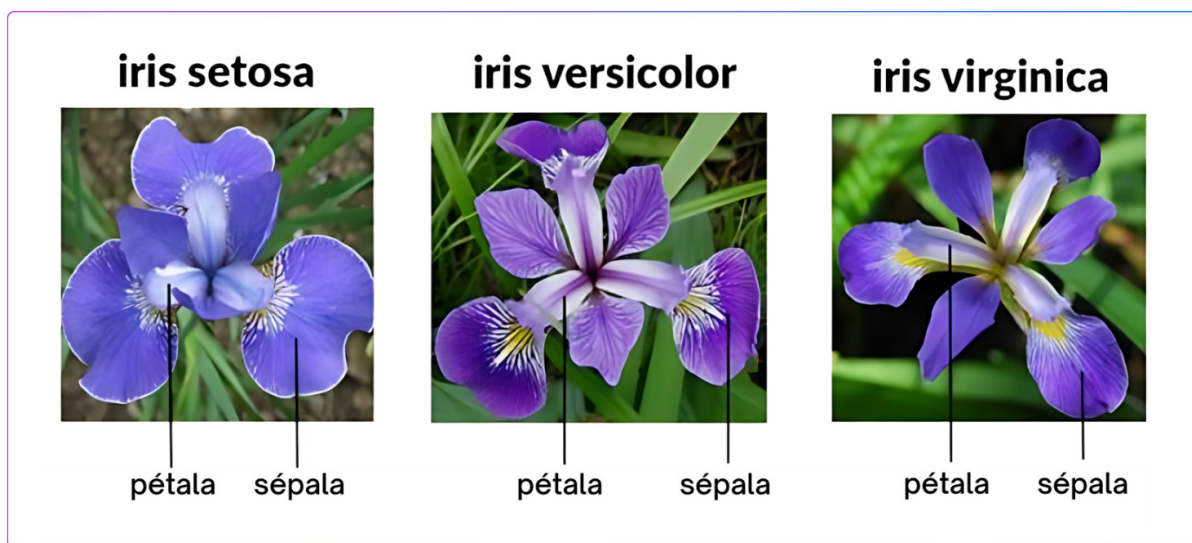 iris setosa
iris versicolor
iris virginica
pétala sépala
pétala sépala
pétala sépala